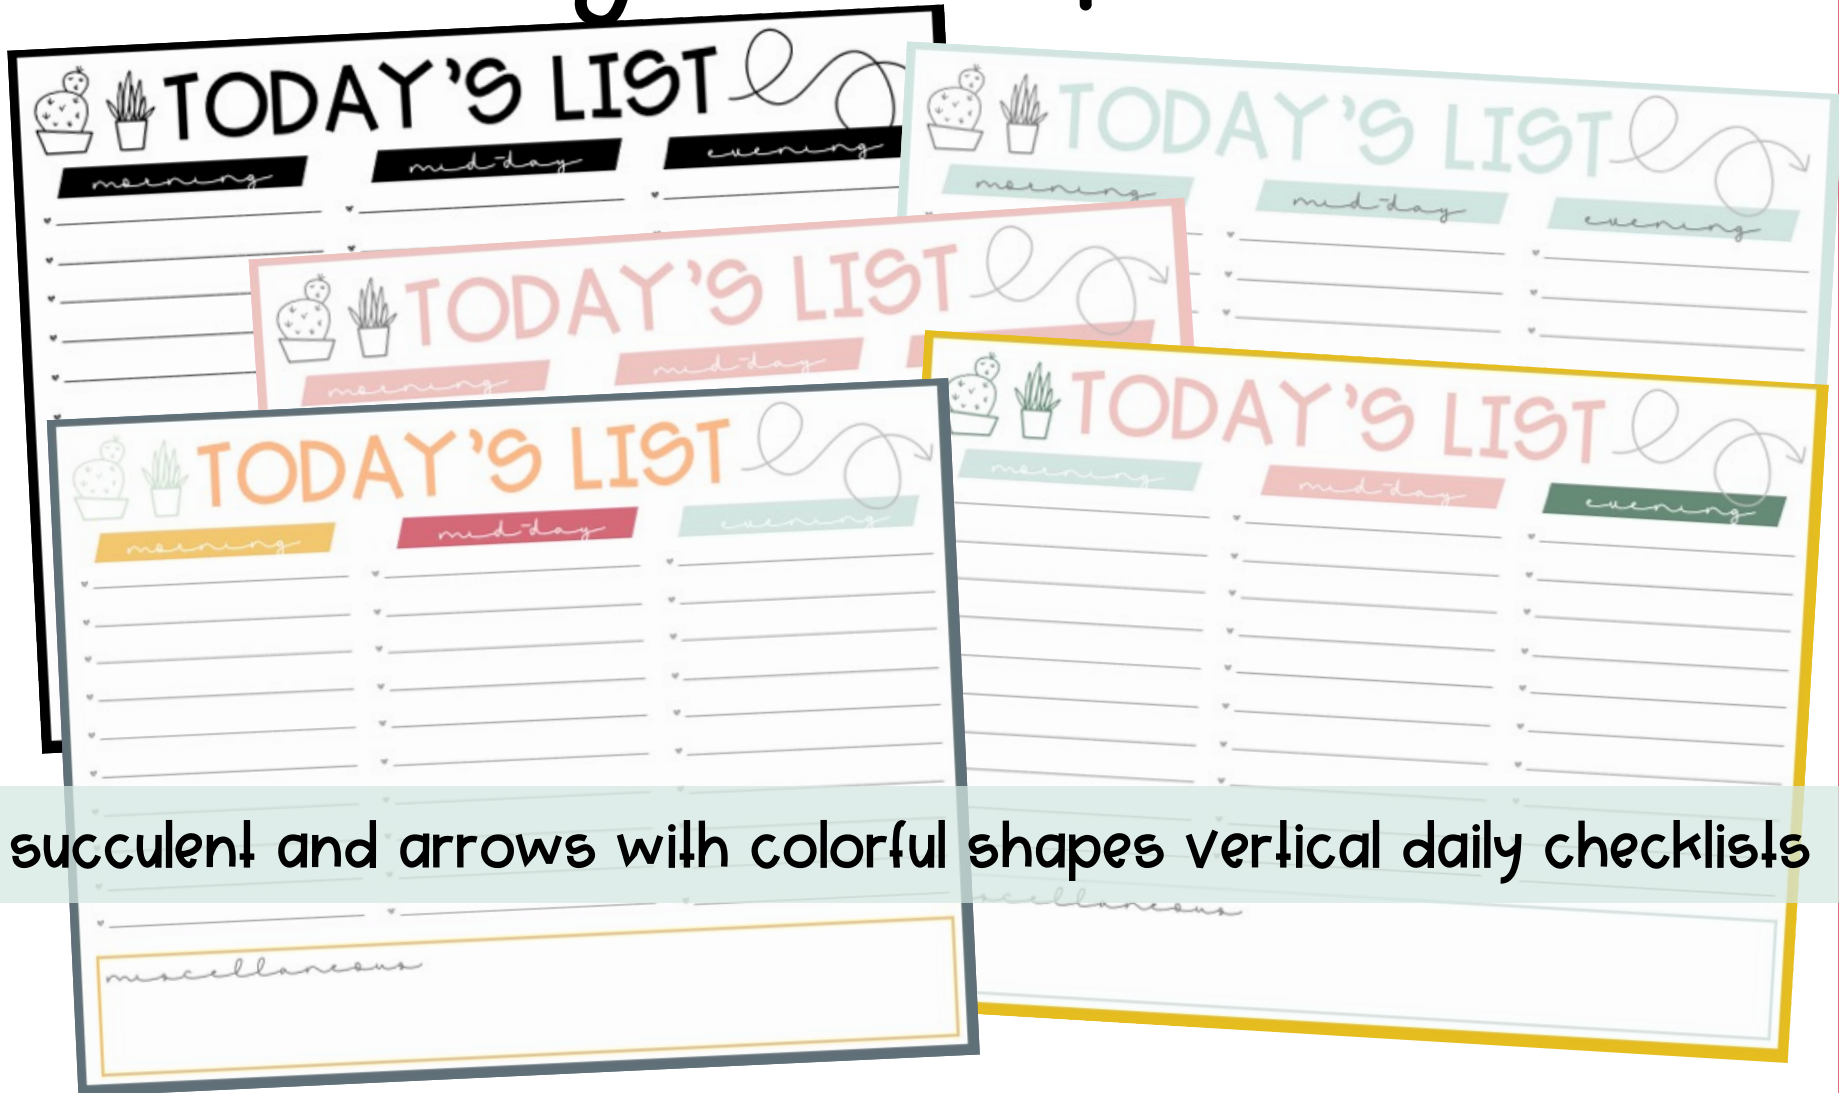 TODAY'S LIST
morning mid-day evening
TODAY'S LIST
morning mid-day evening
TODAY'S LIST
morning mid-day
TODAY'S LIST
morning mid-day evening
TODAY'S LIST
morning mid-day evening
succulent and arrows with colorful shapes vertical daily checklists
miscellaneous